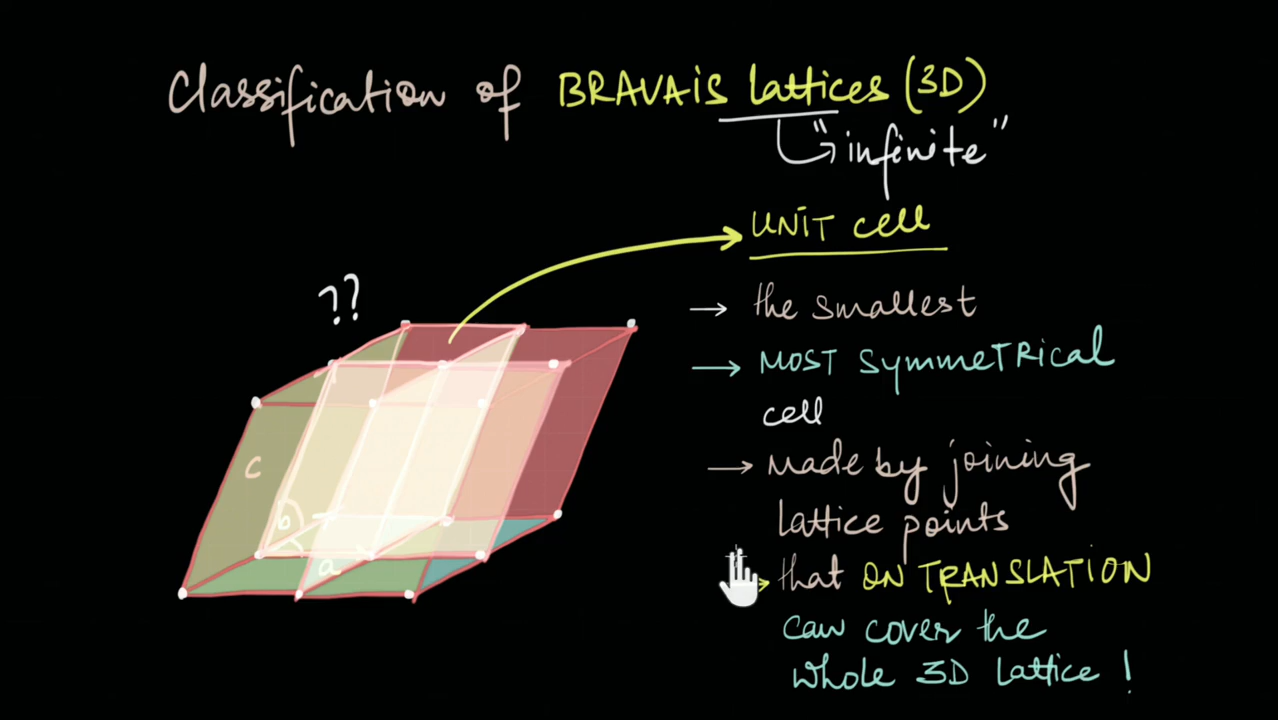 Classification of BRAVAIS lattices (3D)
"infinite"
UNIT cell
??
→ the smallest
→ MOST SymmeTRical
cell
→ made by joining
lattice points
c
b
a
that ON TRANSLATION
can cover the
whole 3D lattice !